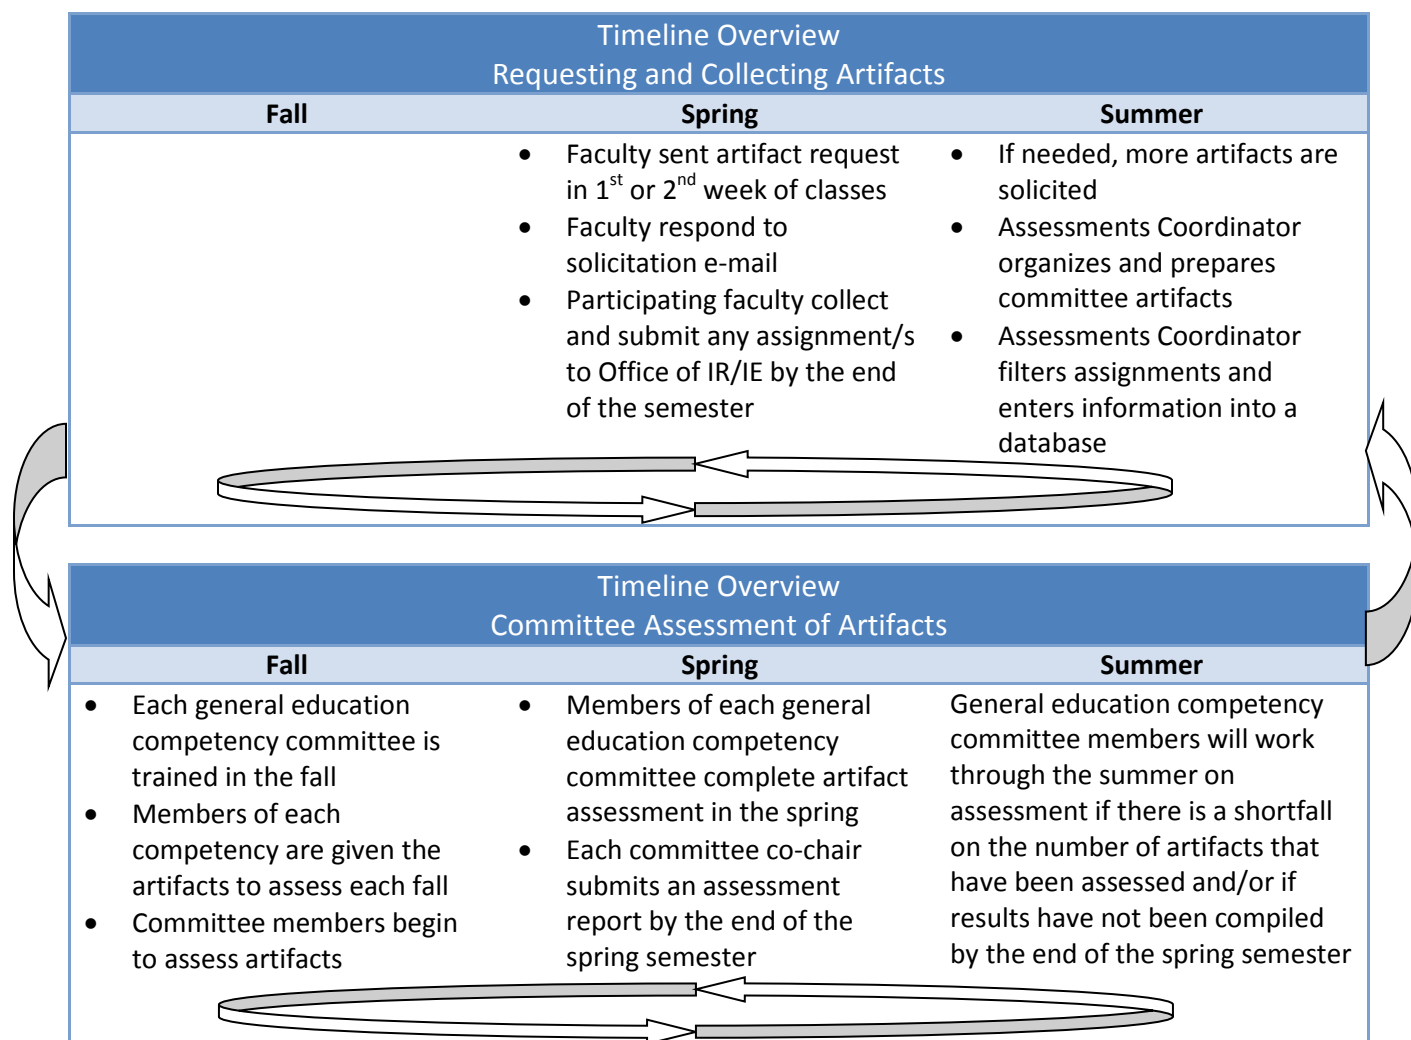 Timeline Overview
Requesting and Collecting Artifacts
Fall
Spring
Summer
• Faculty sent artifact request
in 1st or 2nd week of classes
• Faculty respond to
solicitation e-mail
• Participating faculty collect
and submit any assignment/s
to Office of IR/IE by the end
of the semester
• If needed, more artifacts are
solicited
• Assessments Coordinator
organizes and prepares
committee artifacts
• Assessments Coordinator
filters assignments and
enters information into a
database
Timeline Overview
Committee Assessment of Artifacts
Fall
Spring
Summer
• Each general education
competency committee is
trained in the fall
• Members of each
competency are given the
artifacts to assess each fall
• Committee members begin
to assess artifacts
• Members of each general
education competency
committee complete artifact
assessment in the spring
• Each committee co-chair
submits an assessment
report by the end of the
spring semester
General education competency
committee members will work
through the summer on
assessment if there is a shortfall
on the number of artifacts that
have been assessed and/or if
results have not been compiled
by the end of the spring semester